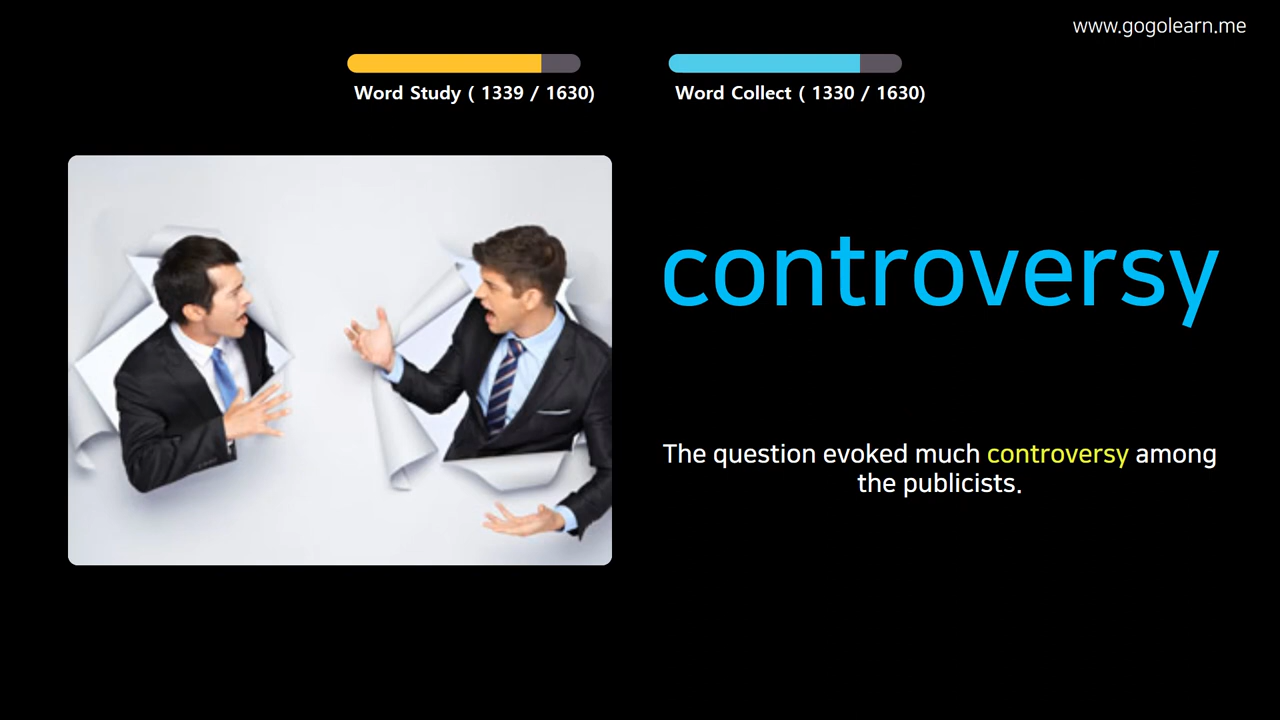 www.gogolearn.me
Word Study ( 1339 / 1630)
Word Collect ( 1330 / 1630)
controversy
The question evoked much controversy among
the publicists.